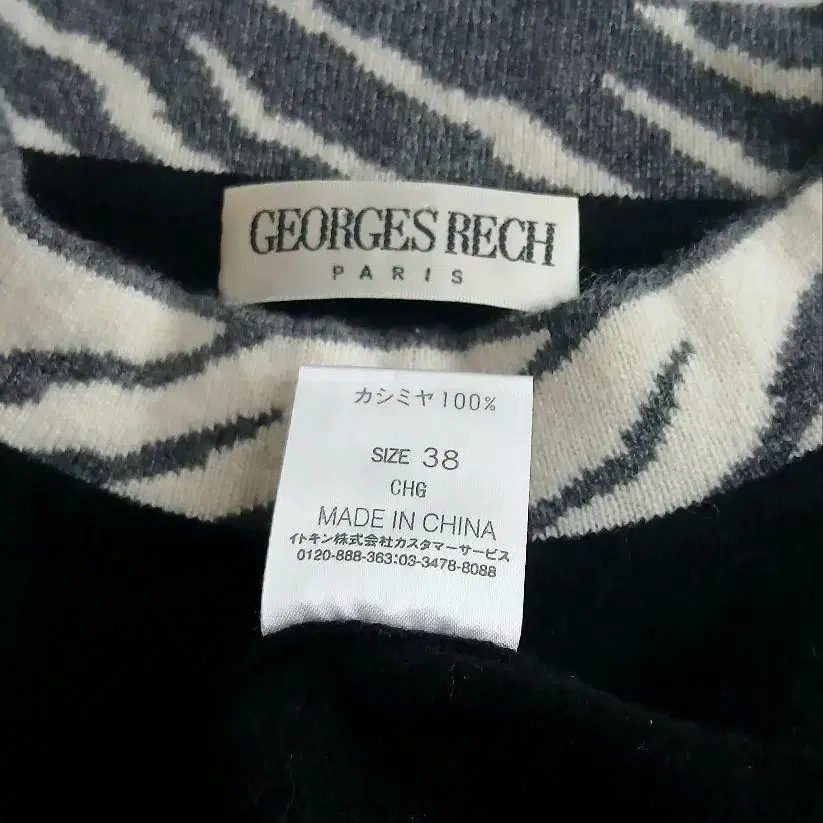 GEORGES RECH
PARIS
カシミヤ100%
SIZE 38
CHG
MADE IN CHINA
イトキン株式会社カスタマーサービス
0120-888-363:03-3478-8088